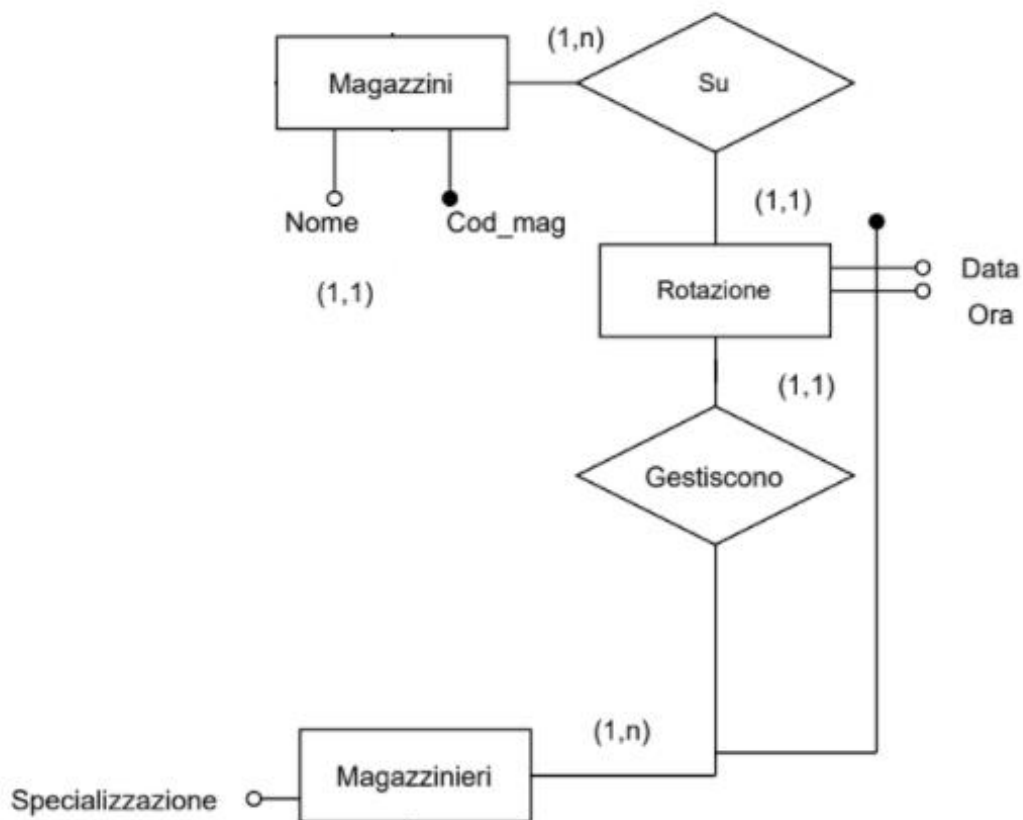 (1,n)
Magazzini
Su
Nome
Cod_mag
(1,1)
(1,1)
Rotazione
Data
Ora
(1,1)
Gestiscono
(1,n)
Magazzinieri
Specializzazione